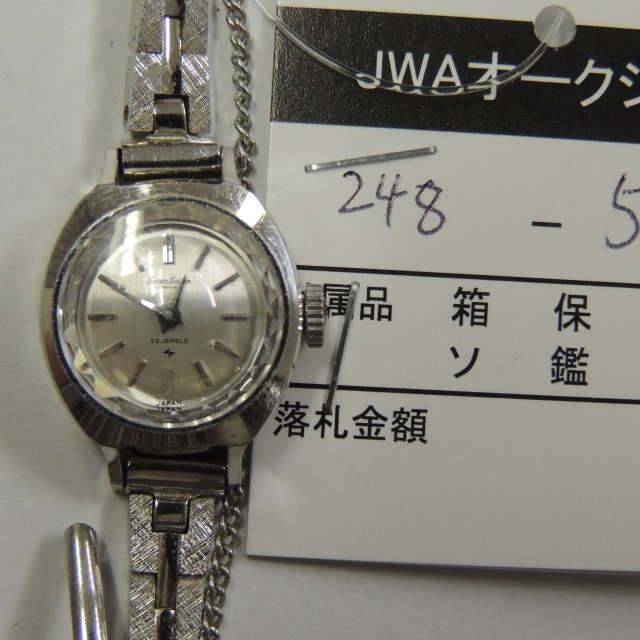 JWAオークシ
248 - 5
属品 箱 保
ソ 鑑
落札金額
23 JEWELS
JAPAN